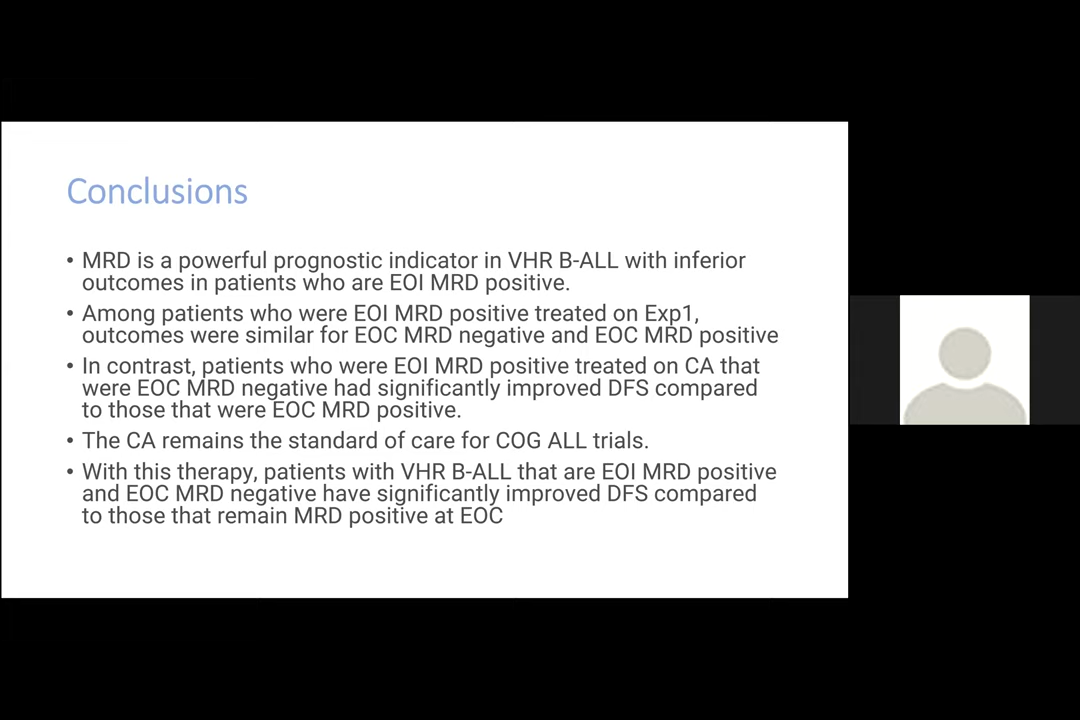 Conclusions
• MRD is a powerful prognostic indicator in VHR B-ALL with inferior
outcomes in patients who are EOI MRD positive.
• Among patients who were EOI MRD positive treated on Exp1,
outcomes were similar for EOC MRD negative and EOC MRD positive
• In contrast, patients who were EOI MRD positive treated on CA that
were EOC MRD negative had significantly improved DFS compared
to those that were EOC MRD positive.
• The CA remains the standard of care for COG ALL trials.
• With this therapy, patients with VHR B-ALL that are EOI MRD positive
and EOC MRD negative have significantly improved DFS compared
to those that remain MRD positive at EOC